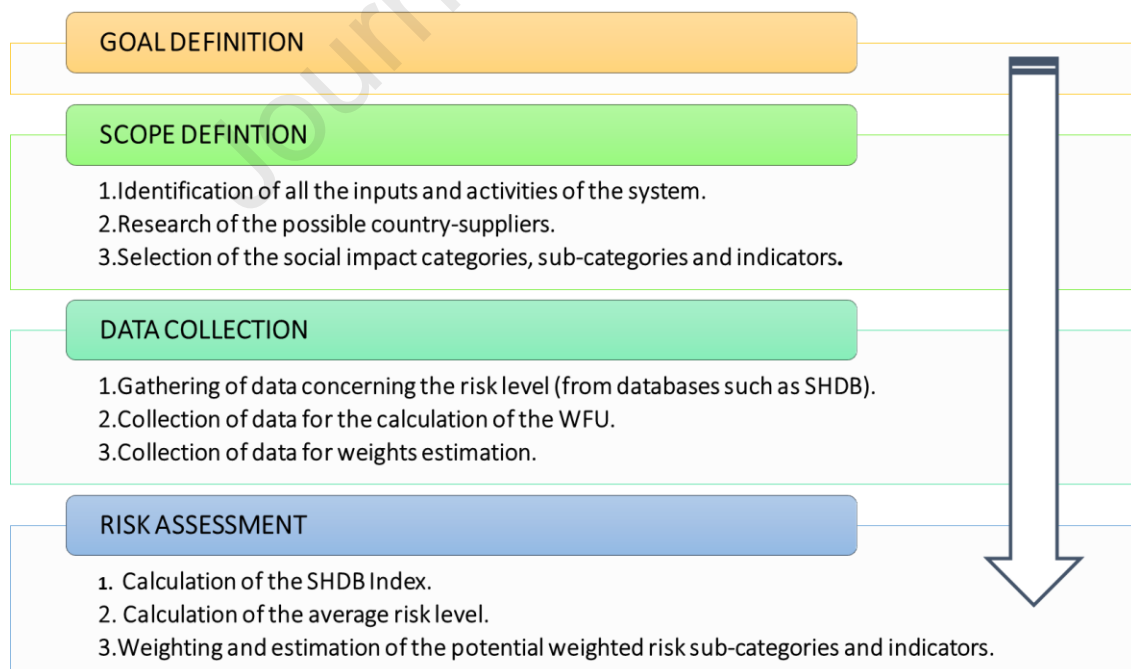 Journ
GOAL DEFINITION
SCOPE DEFINTION
1.Identification of all the inputs and activities of the system.
2.Research of the possible country-suppliers.
3.Selection of the social impact categories, sub-categories and indicators.
DATA COLLECTION
1.Gathering of data concerning the risk level (from databases such as SHDB).
2.Collection of data for the calculation of the WFU.
3.Collection of data for weights estimation.
RISK ASSESSMENT
1. Calculation of the SHDB Index.
2. Calculation of the average risk level.
3.Weighting and estimation of the potential weighted risk sub-categories and indicators.